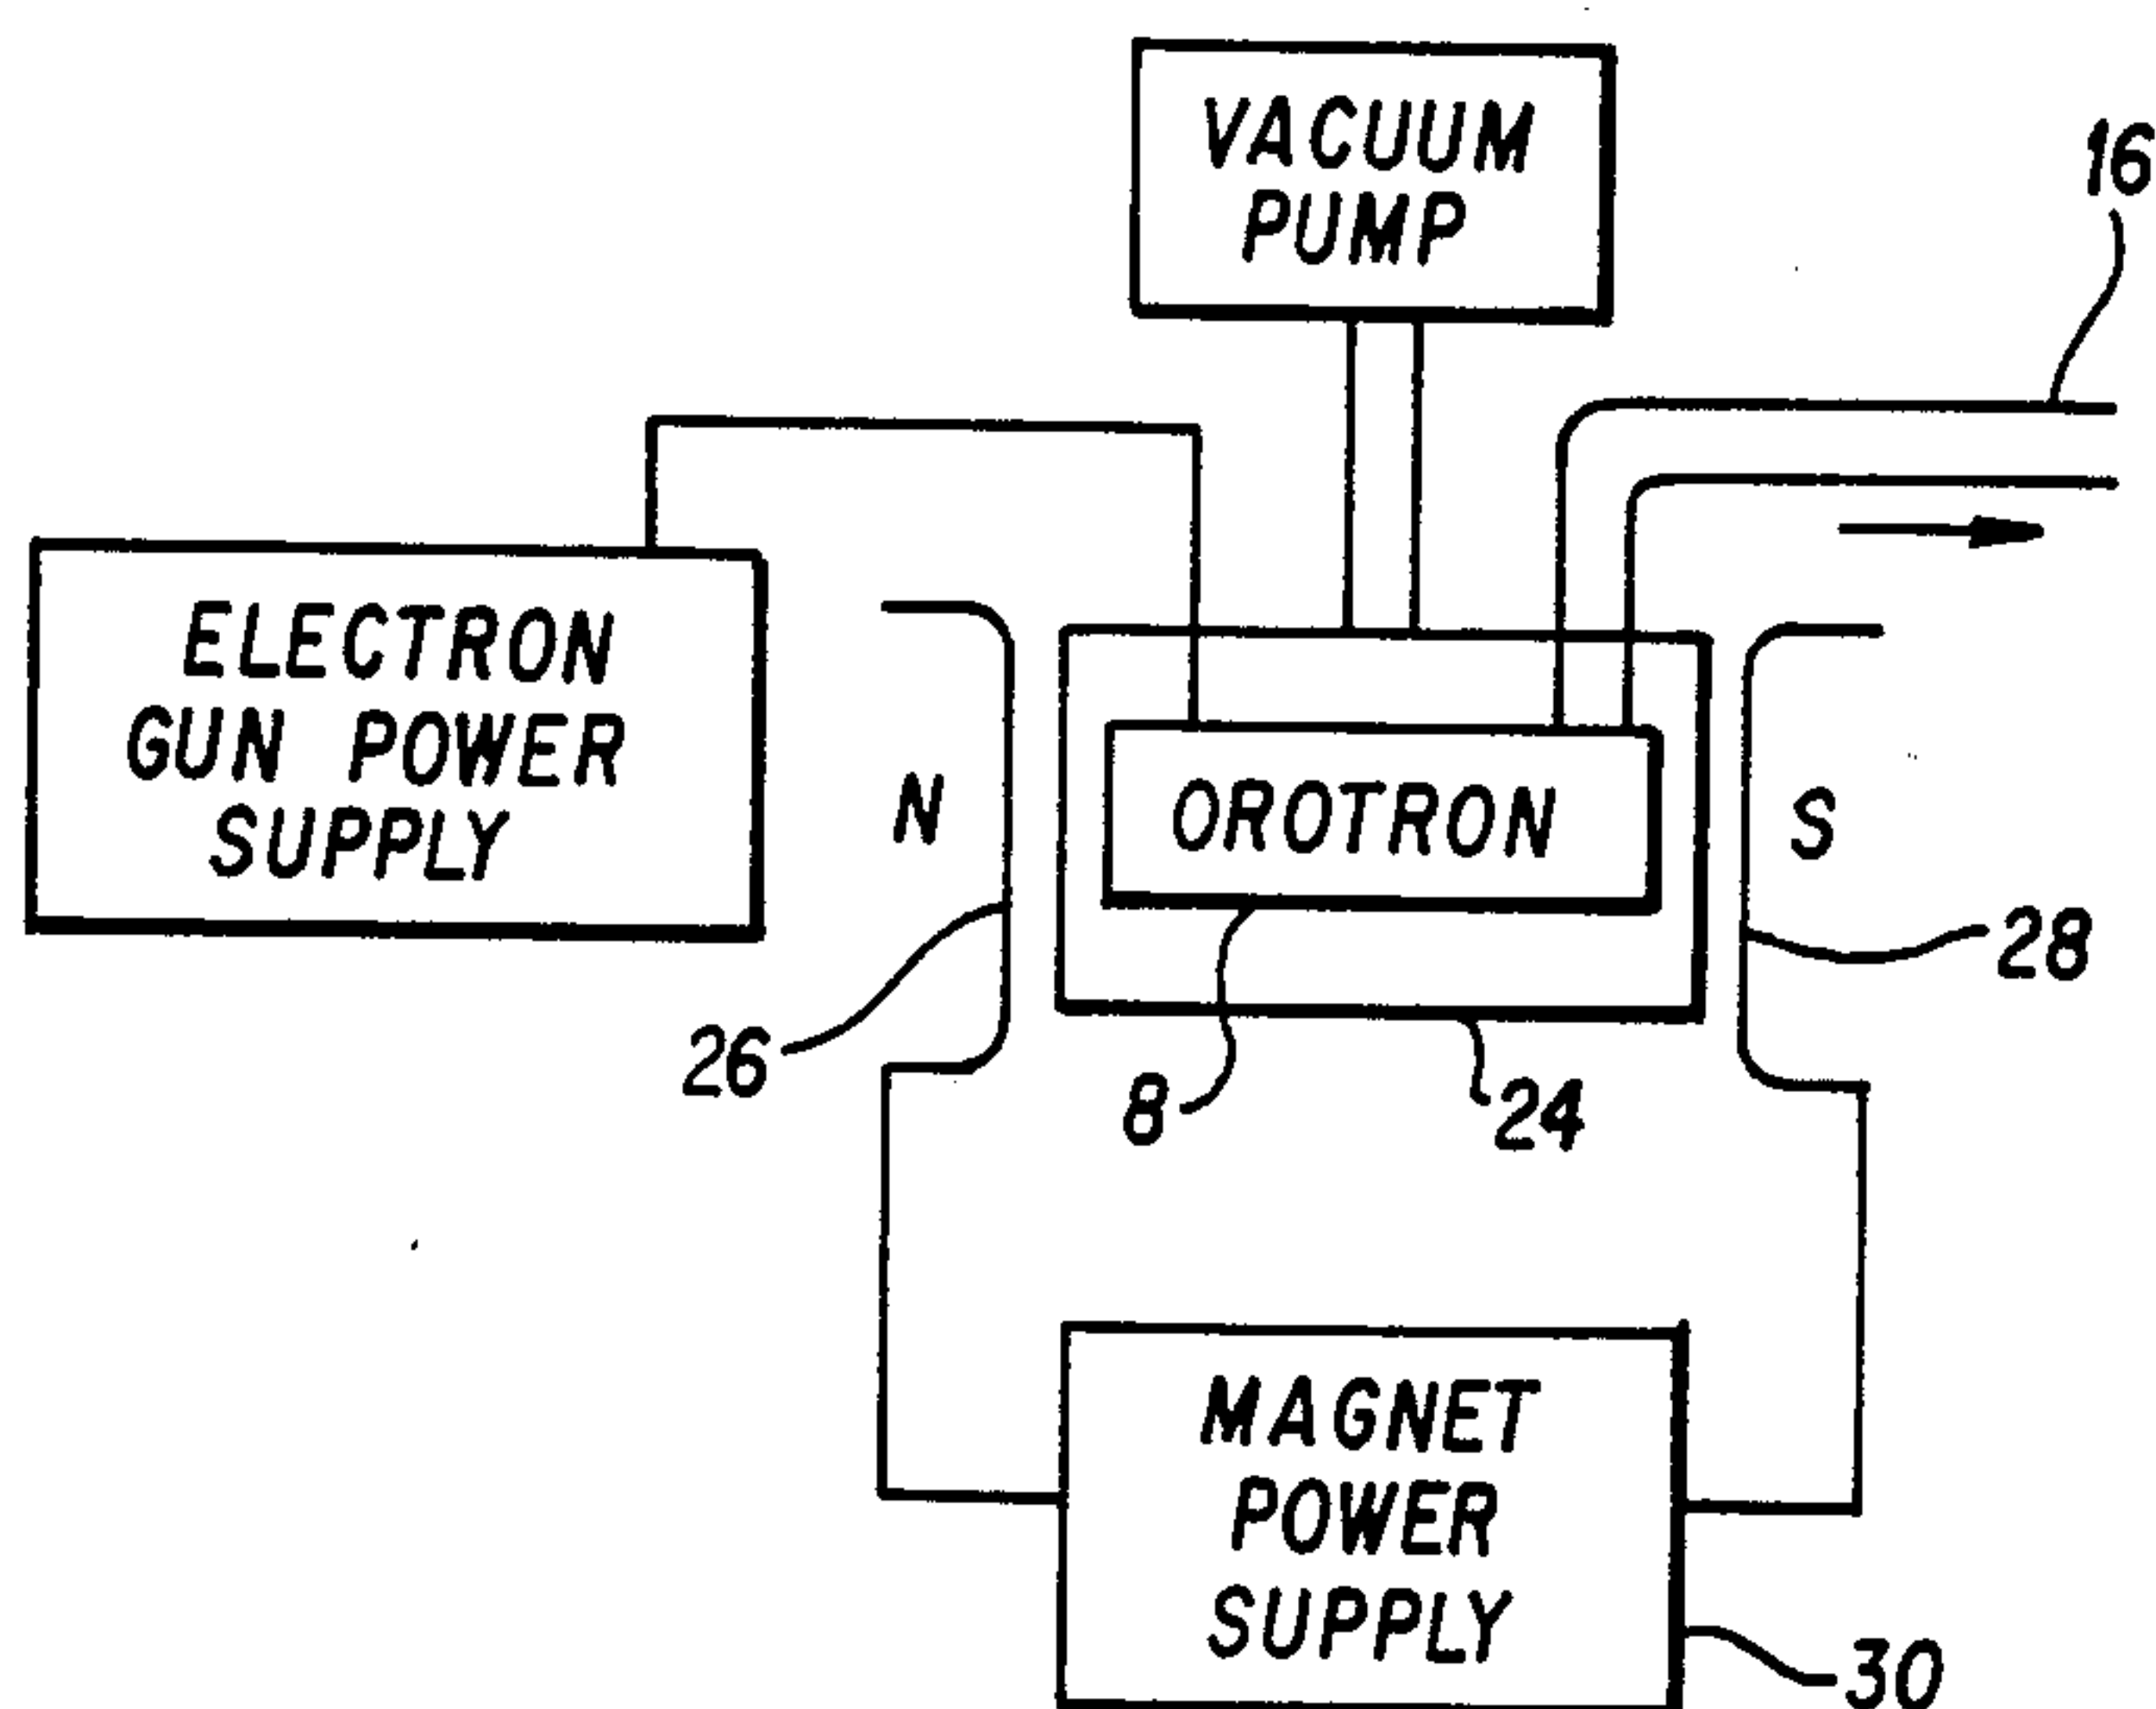 VACUUM
PUMP
16
ELECTRON
GUN POWER
SUPPLY
N
OROTRON
S
26
8
24
28
MAGNET
POWER
SUPPLY
30